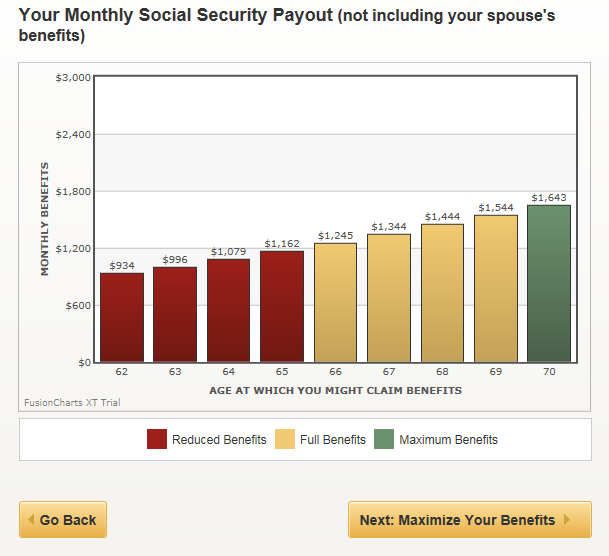 Your Monthly Social Security Payout (not including your spouse's
benefits)
$3,000
$2,400
$1,800
$1,200
$600
$0
MONTHLY BENEFITS
$934
$996
$1,079
$1,162
$1,245
$1,344
$1,444
$1,544
$1,643
62 63 64 65 66 67 68 69 70
AGE AT WHICH YOU MIGHT CLAIM BENEFITS
FusionCharts XT Trial
Reduced Benefits Full Benefits Maximum Benefits
Go Back
Next: Maximize Your Benefits